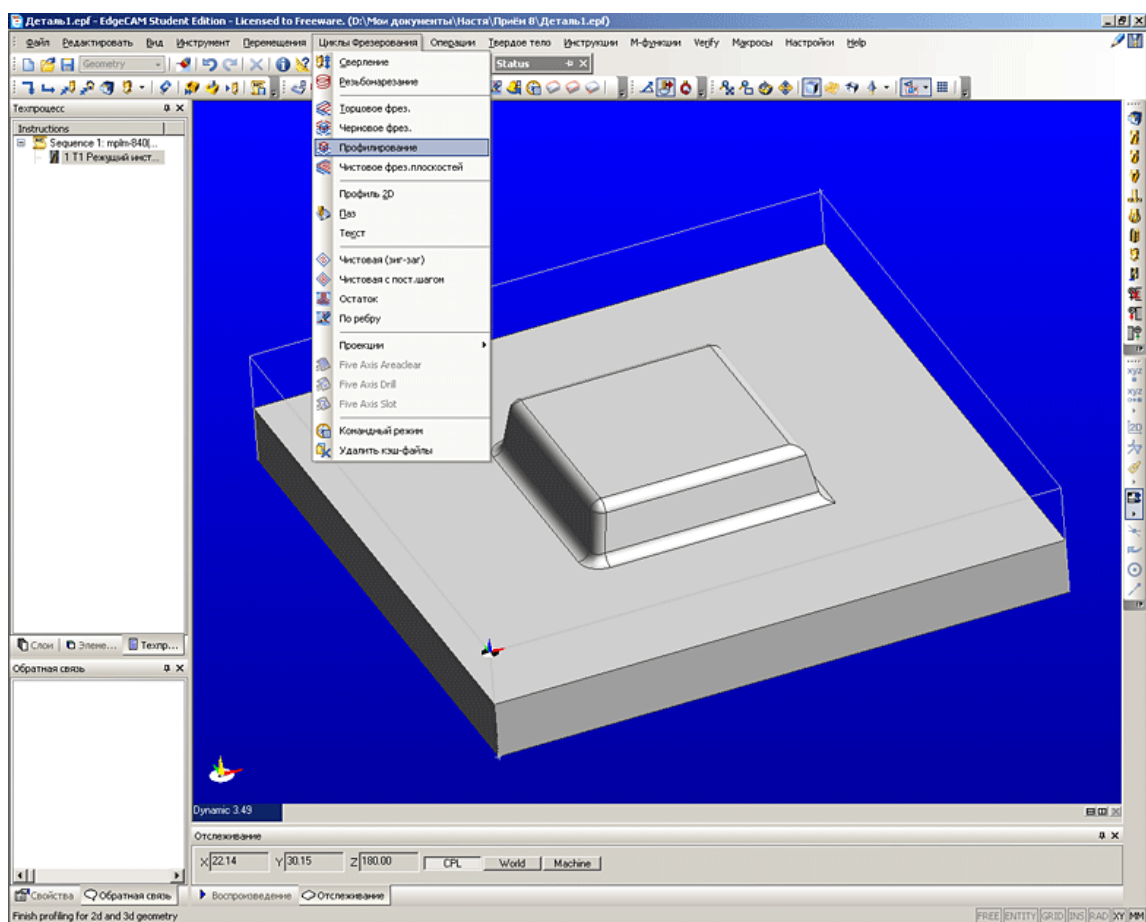 Деталь1.epf - EdgeCAM Student Edition - Licensed to Freeware. (D:\Мои документы\Настя\Приём 8\Деталь1.epf)
Файл Редактировать Вид Инструмент Перемещения Циклы Фрезерования Операции Твердое тело Инструкции М-функции Verify Макросы Настройки Help
Geometry
Status
Техпроцесс
Instructions
Sequence 1: mplm-840(...
1 T1 Режущий инст...
Сверление
Резьбонарезание
Торцовое фрез.
Черновое фрез.
Профилирование
Чистовое фрез.плоскостей
Профиль 2D
Паз
Текст
Чистовая (зиг-заг)
Чистовая с пост.шагом
Остаток
По ребру
Проекции
Five Axis Areaclear
Five Axis Drill
Five Axis Slot
Командный режим
Удалить кэш-файлы
xyz
xyz
2D
Слои Элеме... Техпр...
Обратная связь
Dynamic 3.49
Отслеживание
X 22.14 Y 30.15 Z 180.00 CPL World Machine
Свойства Обратная связь Воспроизведение Отслеживание
Finish profiling for 2d and 3d geometry FREE ENTITY GRID INS RAD XY MM